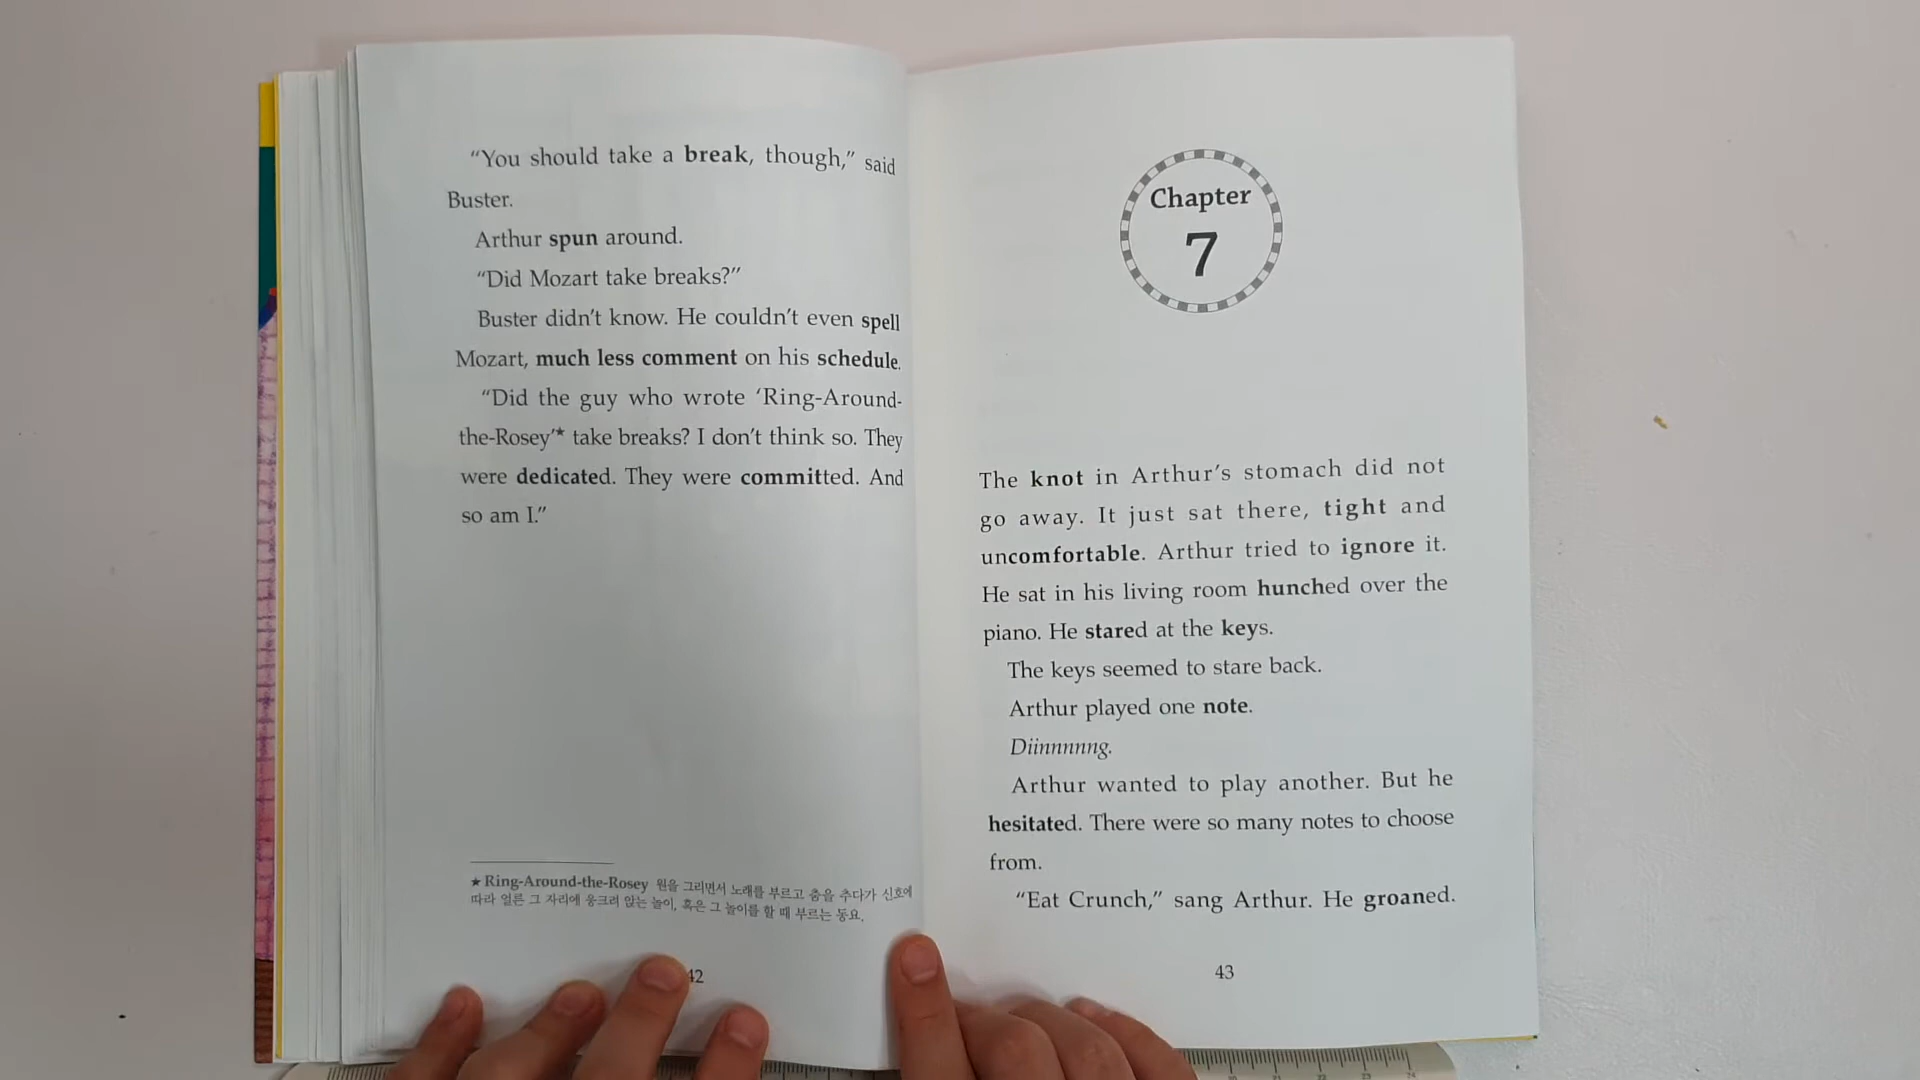 “You should take a break, though,” said
Buster.
Arthur spun around.
“Did Mozart take breaks?”
Buster didn’t know. He couldn’t even spell
Mozart, much less comment on his schedule.
“Did the guy who wrote ‘Ring-Around-
the-Rosey’★ take breaks? I don’t think so. They
were dedicated. They were committed. And
so am I.”
★ Ring-Around-the-Rosey 원을 그리면서 노래를 부르고 춤을 추다가 신호에
따라 얼른 그 자리에 웅크려 앉는 놀이, 혹은 그 놀이를 할 때 부르는 동요.
42
Chapter
7
The knot in Arthur’s stomach did not
go away. It just sat there, tight and
uncomfortable. Arthur tried to ignore it.
He sat in his living room hunched over the
piano. He stared at the keys.
The keys seemed to stare back.
Arthur played one note.
Diinnnnng.
Arthur wanted to play another. But he
hesitated. There were so many notes to choose
from.
“Eat Crunch,” sang Arthur. He groaned.
43